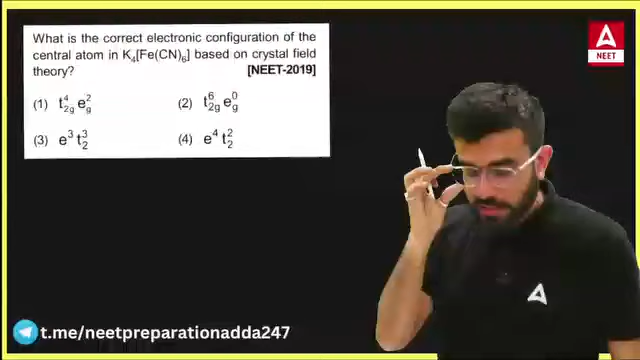 What is the correct electronic configuration of the
central atom in K₄[Fe(CN)₆] based on crystal field
theory? [NEET-2019]
(1) t₂g⁴ eg² (2) t₂g⁶ eg⁰
(3) e³ t₂³ (4) e⁴ t₂²
A
NEET
t.me/neetpreparationadda247